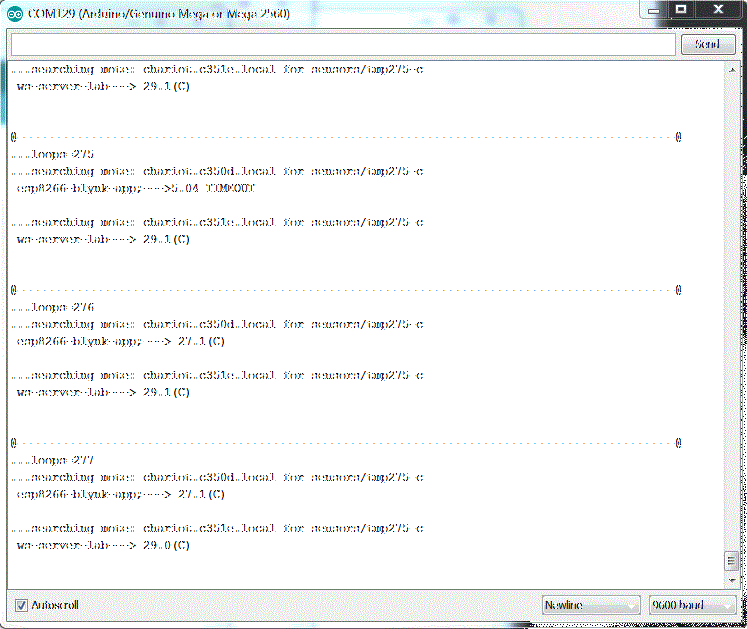 COM129 (Arduino/Genuino Mega or Mega 2560)
Send
...searching mote: chariot.c351e.local for sensors/tmp275-c
ws-server-lab---> 29.1(C)
@-----------------------------------------------------------------@
...loops=275
...searching mote: chariot.c350d.local for sensors/tmp275-c
esp8266-blynk-app;--->5.04 TIMEOUT
...searching mote: chariot.c351e.local for sensors/tmp275-c
ws-server-lab---> 29.1(C)
@-----------------------------------------------------------------@
...loops=276
...searching mote: chariot.c350d.local for sensors/tmp275-c
esp8266-blynk-app;---> 27.1(C)
...searching mote: chariot.c351e.local for sensors/tmp275-c
ws-server-lab---> 29.1(C)
@-----------------------------------------------------------------@
...loops=277
...searching mote: chariot.c350d.local for sensors/tmp275-c
esp8266-blynk-app;---> 27.1(C)
...searching mote: chariot.c351e.local for sensors/tmp275-c
ws-server-lab---> 29.0(C)
Autoscroll
Newline
9600 baud